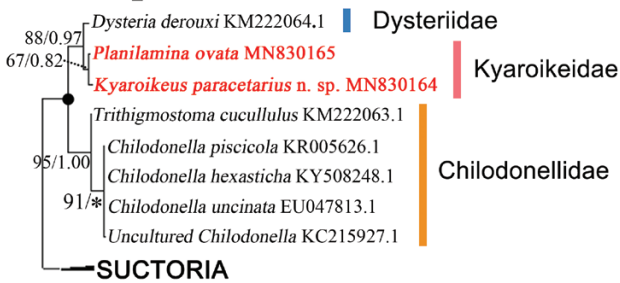 Dysteria derouxi KM222064.1
Dysteriidae
88/0.97
Planilamina ovata MN830165
67/0.82
Kyaroikeidae
Kyaroikeus paracetarius n. sp. MN830164
Trithigmostoma cucullulus KM222063.1
Chilodonella piscicola KR005626.1
95/1.00
Chilodonella hexasticha KY508248.1
Chilodonellidae
91/*
Chilodonella uncinata EU047813.1
Uncultured Chilodonella KC215927.1
SUCTORIA